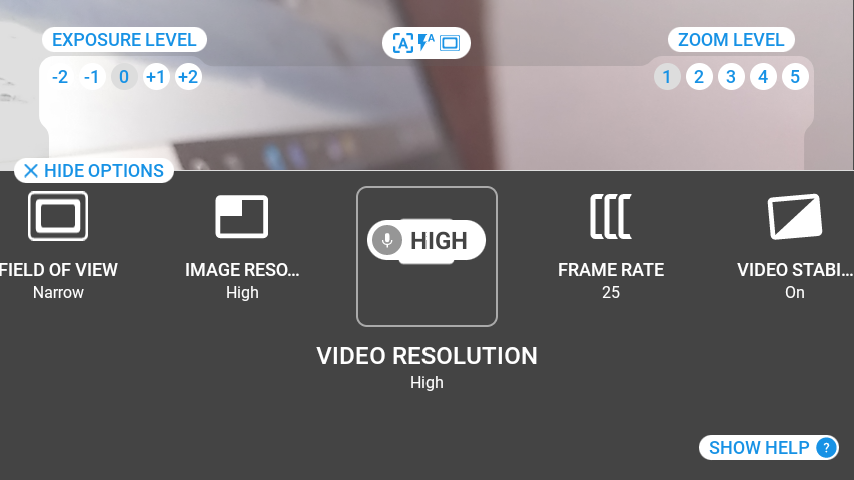 EXPOSURE LEVEL
A A
ZOOM LEVEL
-2 -1 0 +1 +2
1 2 3 4 5
HIDE OPTIONS
FIELD OF VIEW
Narrow
IMAGE RESO...
High
HIGH
FRAME RATE
25
VIDEO STABI...
On
VIDEO RESOLUTION
High
SHOW HELP ?